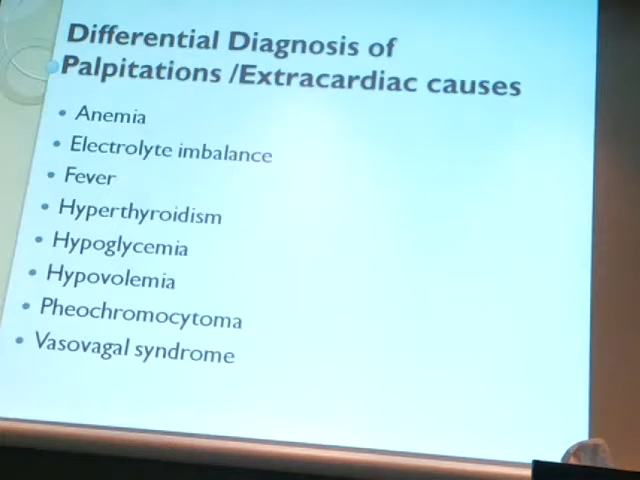 Differential Diagnosis of
Palpitations /Extracardiac causes
• Anemia
• Electrolyte imbalance
• Fever
• Hyperthyroidism
• Hypoglycemia
• Hypovolemia
• Pheochromocytoma
• Vasovagal syndrome